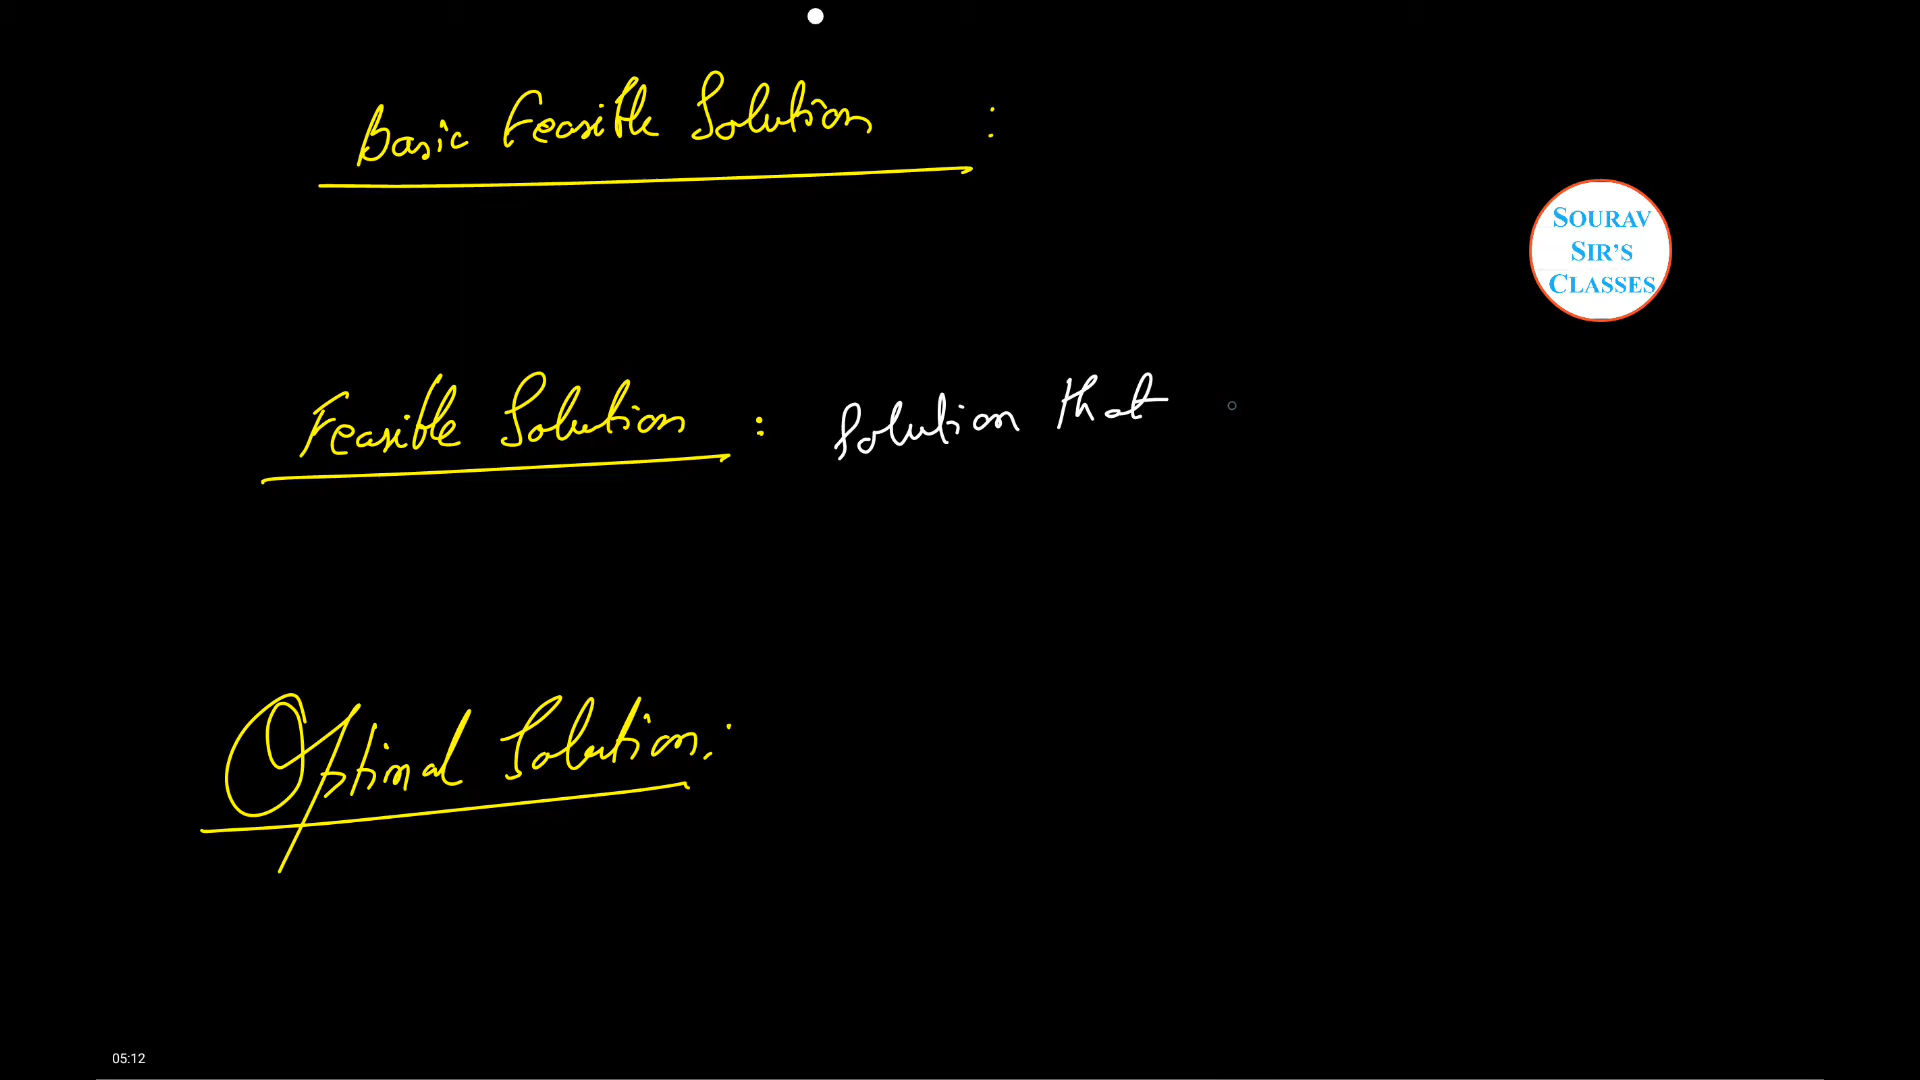 Basic Feasible Solution :
SOURAV
SIR'S
CLASSES
Feasible Solution : Solution that
Optimal Solution :
05:12